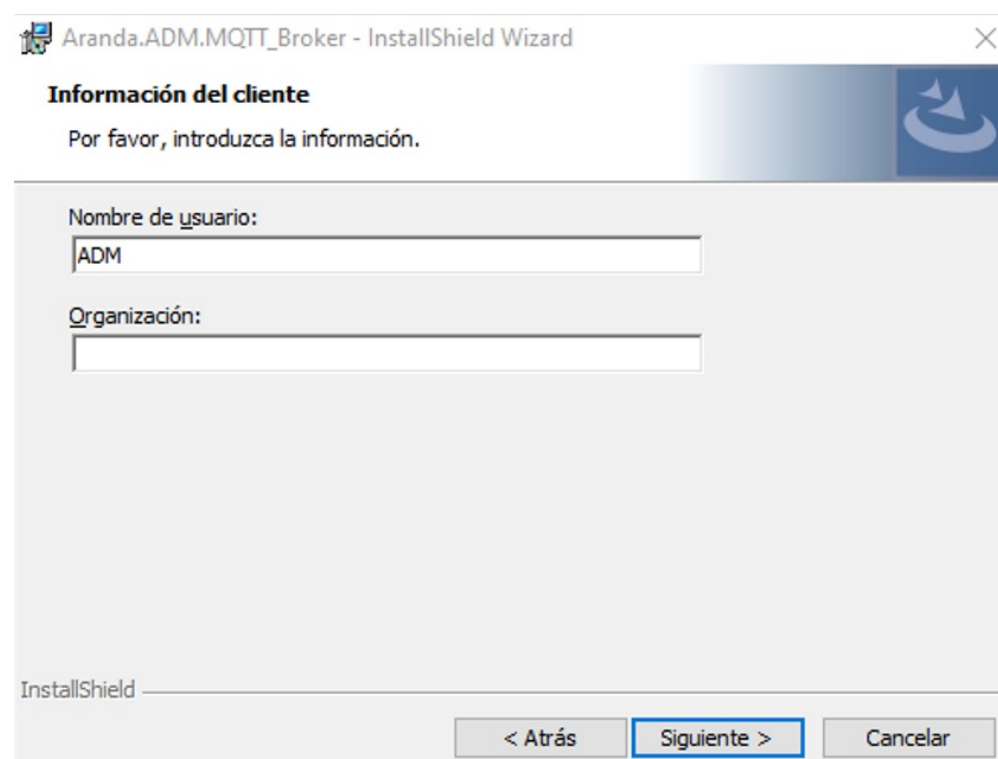 Aranda.ADM.MQTT_Broker - InstallShield Wizard
Información del cliente
Por favor, introduzca la información.
Nombre de usuario:
ADM
Organización:
InstallShield
< Atrás
Siguiente >
Cancelar